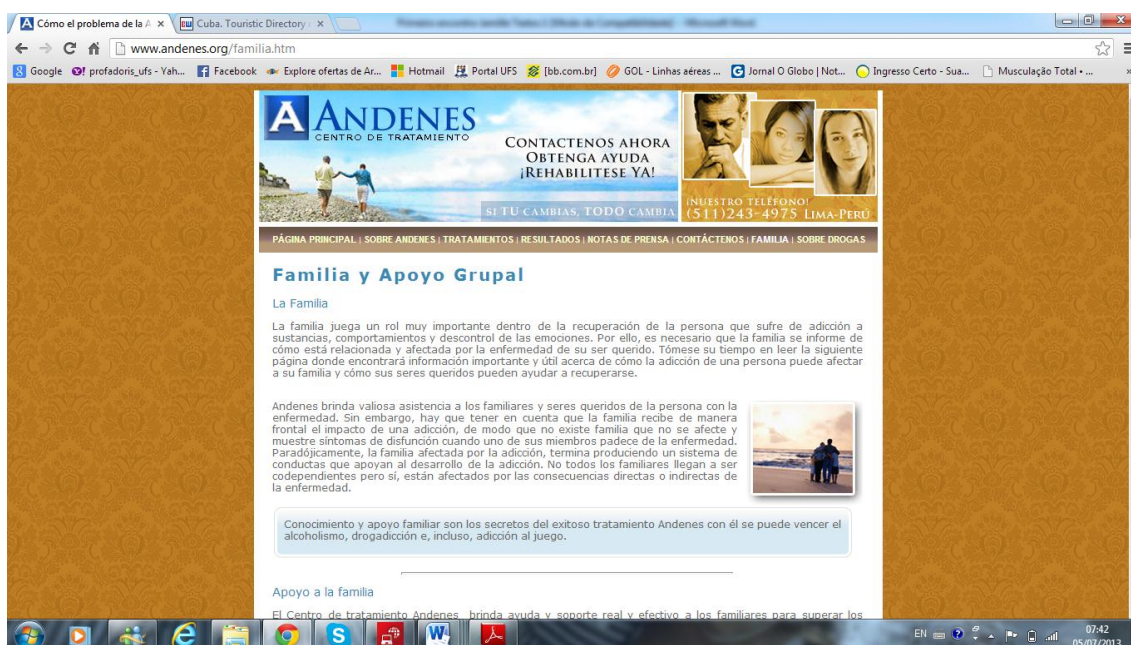 Cómo el problema de la A
Cuba. Touristic Directory
www.andenes.org/familia.htm
Google
profadoris_ufs - Yah...
Facebook
Explore ofertas de Ar...
Hotmail
Portal UFS
[bb.com.br]
GOL - Linhas aéreas ...
Jornal O Globo | Not...
Ingresso Certo - Sua...
Musculação Total • ...
ANDENES
CENTRO DE TRATAMIENTO
CONTACTENOS AHORA
OBTENGA AYUDA
¡REHABILITESE YA!
SI TU CAMBIAS, TODO CAMBIA
¡NUESTRO TELÉFONO!
(511)243-4975 LIMA-PERÚ
PÁGINA PRINCIPAL | SOBRE ANDENES | TRATAMIENTOS | RESULTADOS | NOTAS DE PRENSA | CONTÁCTENOS | FAMILIA | SOBRE DROGAS
Familia y Apoyo Grupal
La Familia
La familia juega un rol muy importante dentro de la recuperación de la persona que sufre de adicción a
sustancias, comportamientos y descontrol de las emociones. Por ello, es necesario que la familia se informe de
cómo está relacionada y afectada por la enfermedad de su ser querido. Tómese su tiempo en leer la siguiente
página donde encontrará información importante y útil acerca de cómo la adicción de una persona puede afectar
a su familia y cómo sus seres queridos pueden ayudar a recuperarse.
Andenes brinda valiosa asistencia a los familiares y seres queridos de la persona con la
enfermedad. Sin embargo, hay que tener en cuenta que la familia recibe de manera
frontal el impacto de una adicción, de modo que no existe familia que no se afecte y
muestre síntomas de disfunción cuando uno de sus miembros padece de la enfermedad.
Paradójicamente, la familia afectada por la adicción, termina produciendo un sistema de
conductas que apoyan al desarrollo de la adicción. No todos los familiares llegan a ser
codependientes pero sí, están afectados por las consecuencias directas o indirectas de
la enfermedad.
Conocimiento y apoyo familiar son los secretos del exitoso tratamiento Andenes con él se puede vencer el
alcoholismo, drogadicción e, incluso, adicción al juego.
Apoyo a la familia
El Centro de tratamiento Andenes brinda ayuda y soporte real y efectivo a los familiares para superar los
EN
07:42
05/07/2013